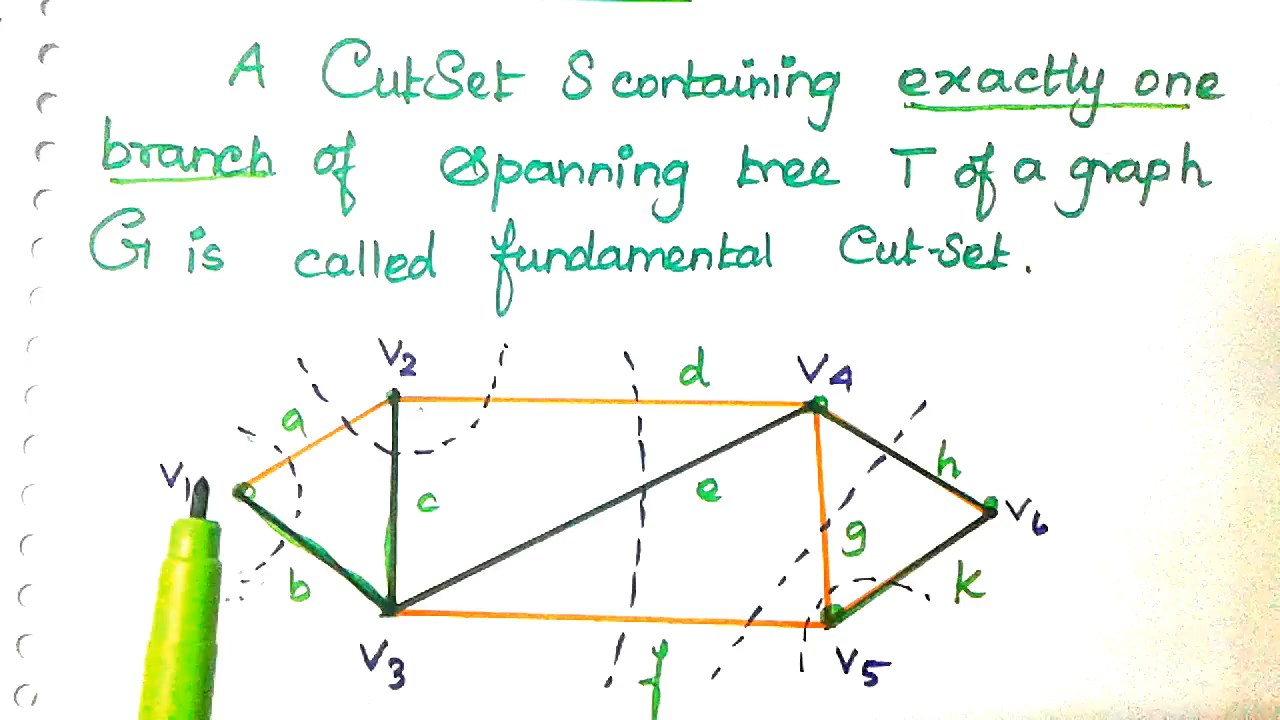 A CutSet S containing exactly one
branch of spanning tree T of a graph
G is called fundamental Cut-Set.
V2 d V4
a
V1 h
c e V6
g
b k
V3 f V5